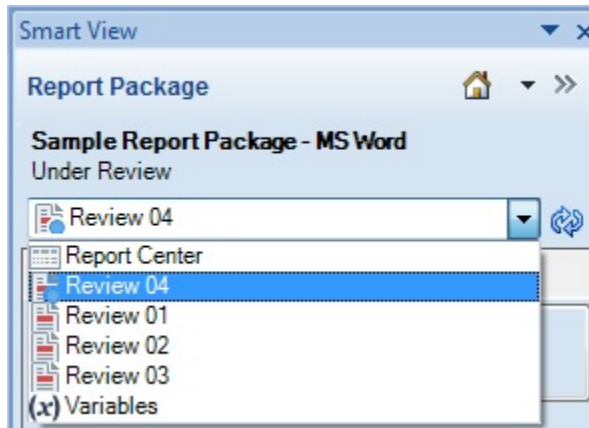 Smart View
Report Package
Sample Report Package - MS Word
Under Review
Review 04
Report Center
Review 04
Review 01
Review 02
Review 03
(x) Variables